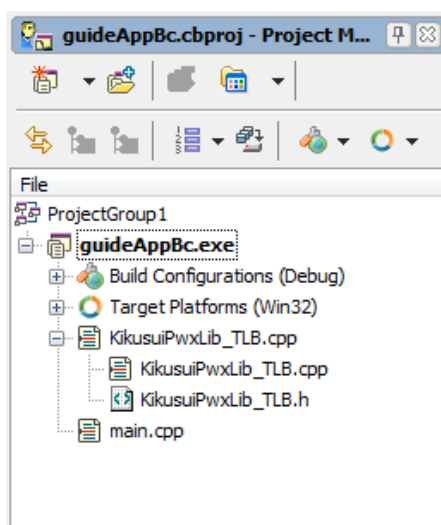 guideAppBc.cbproj - Project M...
File
ProjectGroup1
guideAppBc.exe
Build Configurations (Debug)
Target Platforms (Win32)
KikusuiPwxLib_TLB.cpp
KikusuiPwxLib_TLB.cpp
KikusuiPwxLib_TLB.h
main.cpp